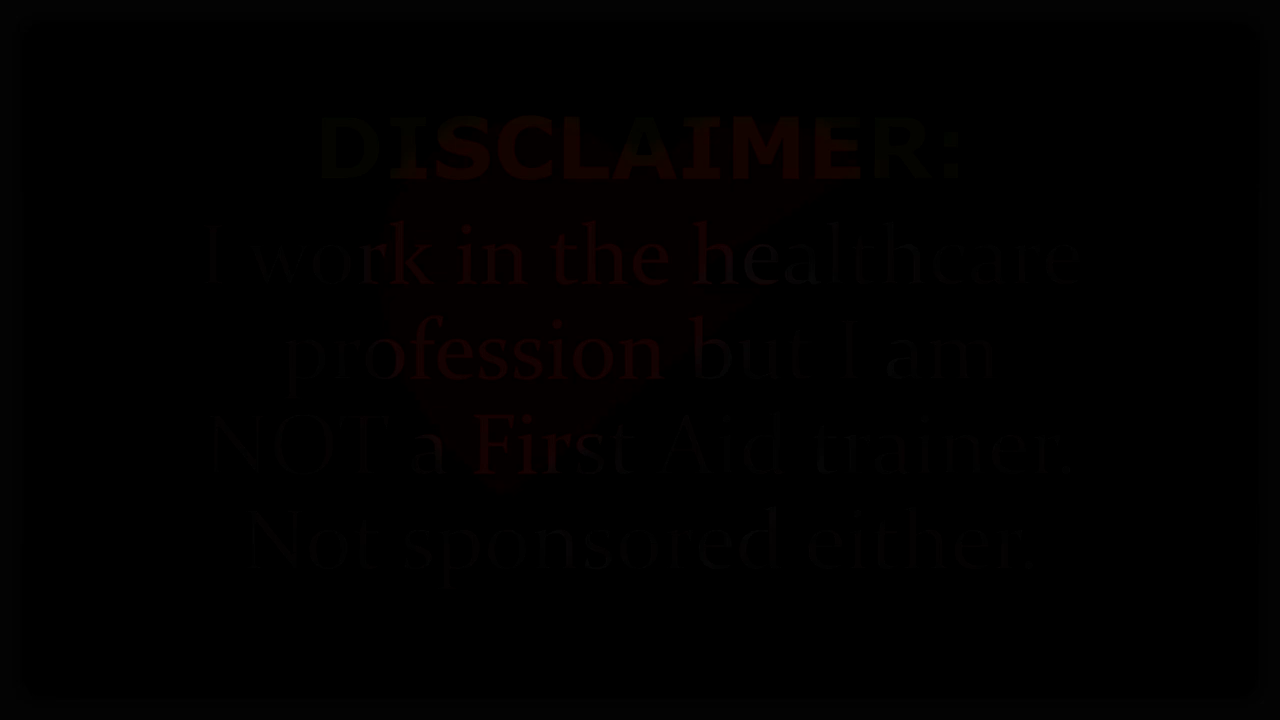 DISCLAIMER:
I work in the healthcare
profession but I am
NOT a First Aid trainer.
Not sponsored either.